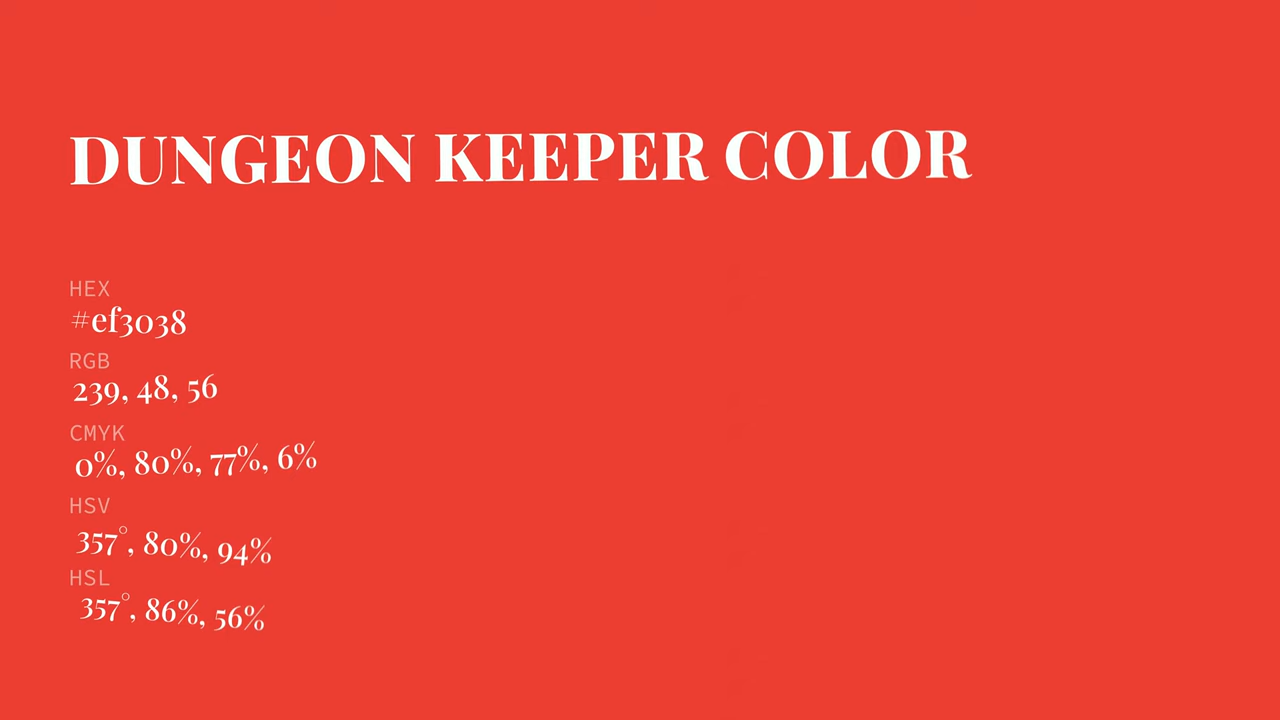 DUNGEON KEEPER COLOR
HEX
#ef3038
RGB
239, 48, 56
CMYK
0%, 80%, 77%, 6%
HSV
357°, 80%, 94%
HSL
357°, 86%, 56%